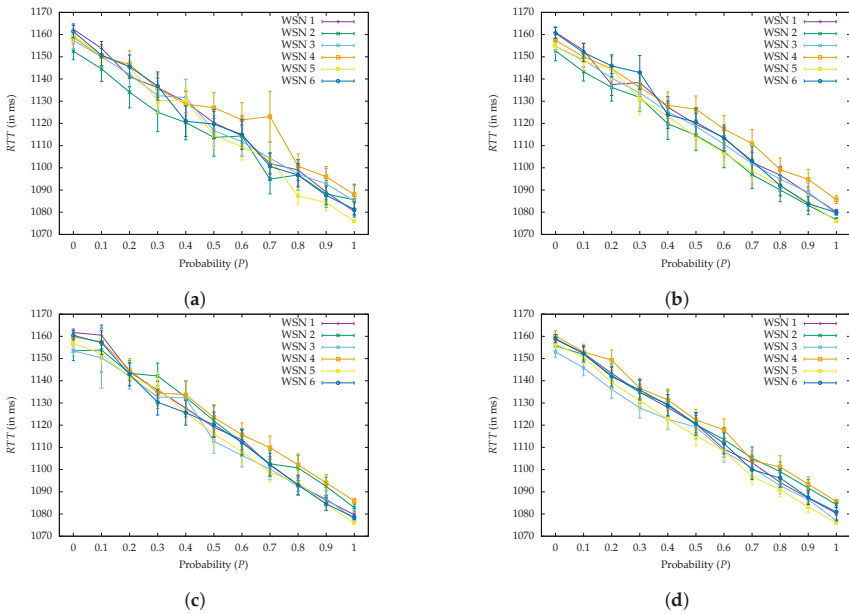 1170
1160
1150
1140
1130
1120
1110
1100
1090
1080
1070
RTT (in ms)
WSN 1
WSN 2
WSN 3
WSN 4
WSN 5
WSN 6
0 0.1 0.2 0.3 0.4 0.5 0.6 0.7 0.8 0.9 1
Probability (P)
(a)
1170
1160
1150
1140
1130
1120
1110
1100
1090
1080
1070
RTT (in ms)
WSN 1
WSN 2
WSN 3
WSN 4
WSN 5
WSN 6
0 0.1 0.2 0.3 0.4 0.5 0.6 0.7 0.8 0.9 1
Probability (P)
(b)
1170
1160
1150
1140
1130
1120
1110
1100
1090
1080
1070
RTT (in ms)
WSN 1
WSN 2
WSN 3
WSN 4
WSN 5
WSN 6
0 0.1 0.2 0.3 0.4 0.5 0.6 0.7 0.8 0.9 1
Probability (P)
(c)
1170
1160
1150
1140
1130
1120
1110
1100
1090
1080
1070
RTT (in ms)
WSN 1
WSN 2
WSN 3
WSN 4
WSN 5
WSN 6
0 0.1 0.2 0.3 0.4 0.5 0.6 0.7 0.8 0.9 1
Probability (P)
(d)